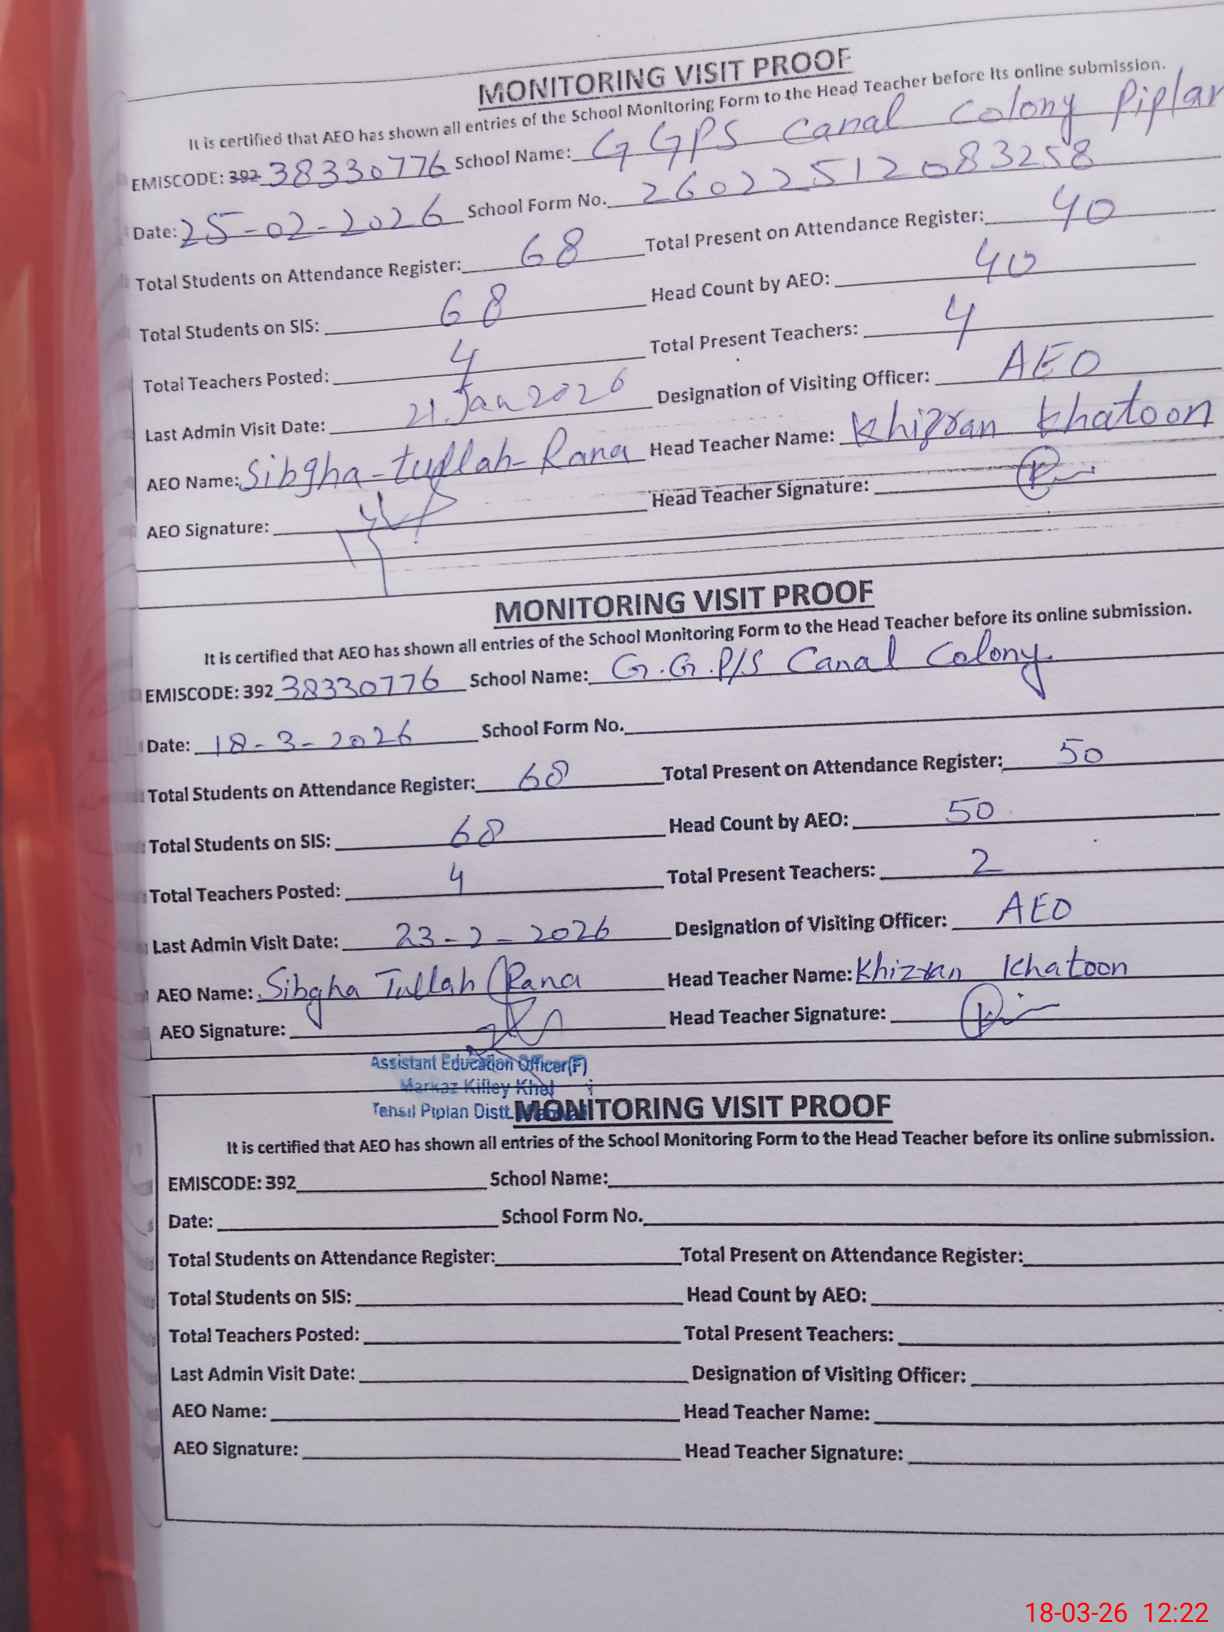 MONITORING VISIT PROOF
It is certified that AEO has shown all entries of the School Monitoring Form to the Head Teacher before its online submission.
EMISCODE: 392 38330776 School Name: G GPS Canal Colony Piplan
Date: 25-02-2026 School Form No. 260225512083258
Total Students on Attendance Register: 68 Total Present on Attendance Register: 40
Total Students on SIS: 68 Head Count by AEO: 40
Total Teachers Posted: 4 Total Present Teachers: 4
Last Admin Visit Date: 21 Jan 2026 Designation of Visiting Officer: AEO
AEO Name: Sibgha-tullah-Rana Head Teacher Name: Khizran Khatoon
AEO Signature: Head Teacher Signature:
MONITORING VISIT PROOF
It is certified that AEO has shown all entries of the School Monitoring Form to the Head Teacher before its online submission.
EMISCODE: 392 38330776 School Name: G.G.P/S Canal Colony.
Date: 18-3-2026 School Form No.
Total Students on Attendance Register: 68 Total Present on Attendance Register: 50
Total Students on SIS: 68 Head Count by AEO: 50
Total Teachers Posted: 4 Total Present Teachers: 2
Last Admin Visit Date: 23-2-2026 Designation of Visiting Officer: AEO
AEO Name: Sibgha Tullah Rana Head Teacher Name: Khizran Khatoon
AEO Signature: Head Teacher Signature:
Assistant Education Officer(F)
Markaz Killey Khel
Tehsil Piplan Distt.
MONITORING VISIT PROOF
It is certified that AEO has shown all entries of the School Monitoring Form to the Head Teacher before its online submission.
EMISCODE: 392 School Name:
Date: School Form No.
Total Students on Attendance Register: Total Present on Attendance Register:
Total Students on SIS: Head Count by AEO:
Total Teachers Posted: Total Present Teachers:
Last Admin Visit Date: Designation of Visiting Officer:
AEO Name: Head Teacher Name:
AEO Signature: Head Teacher Signature:
18-03-26 12:22